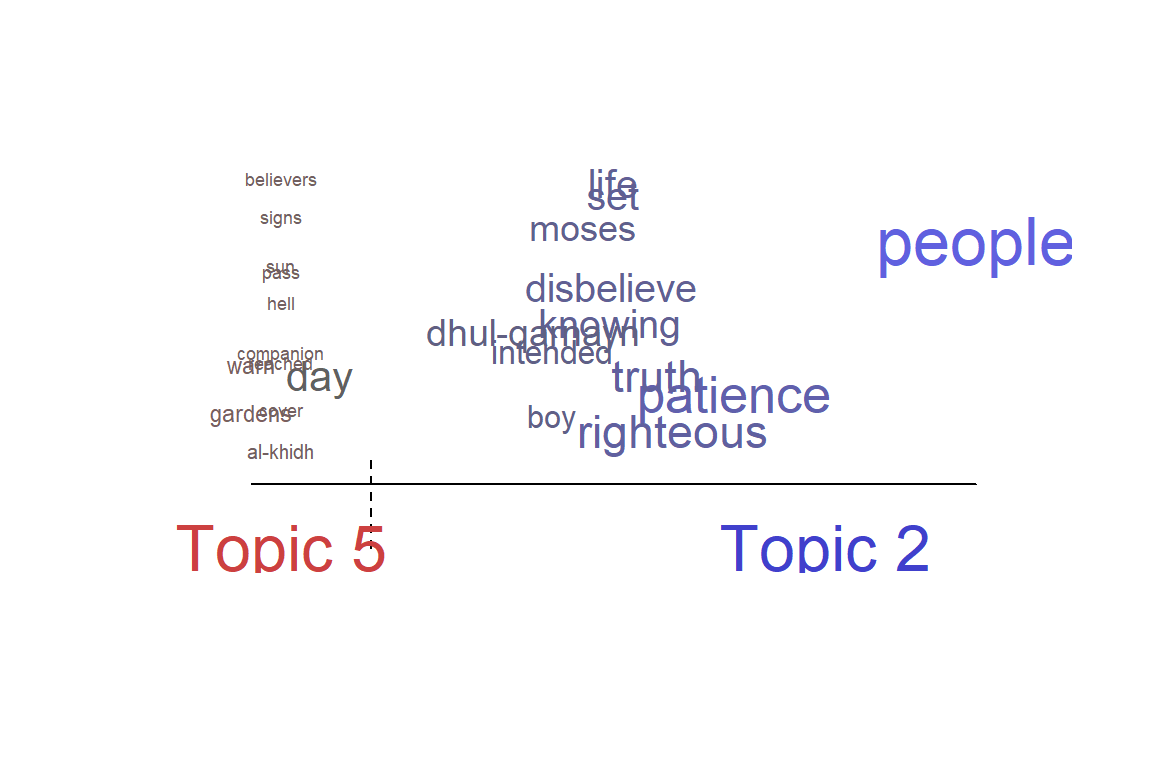 believers
life
set
signs
moses
people
sun
pass
disbelieve
hell
knowing
dhul-qarnayn
intended
companion
reached
warn
day
truth
patience
cover
gardens
boy
righteous
al-khidh
Topic 5
Topic 2